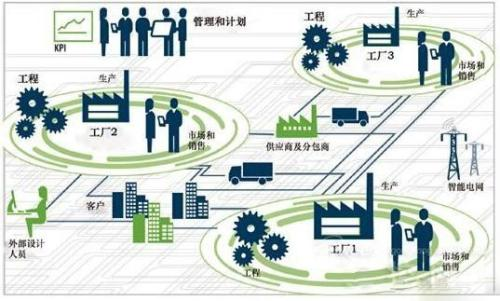 管理和计划
KPI
工程
生产
工厂3
市场和
销售
工程
生产
工厂2
市场和
销售
供应商及分包商
智能电网
客户
外部设计
人员
生产
工厂1
工程
市场和
销售